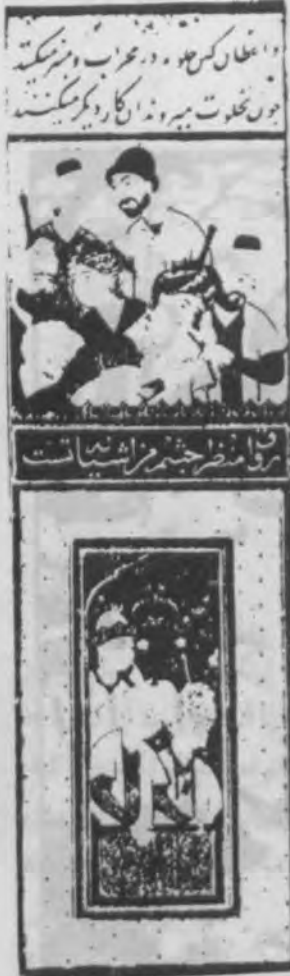 واعظان کین جلوه در محراب و منبر میکنند
چون بخلوت میروند آن کار دیگر میکنند
رواق منظر چشم من آشیانه تست